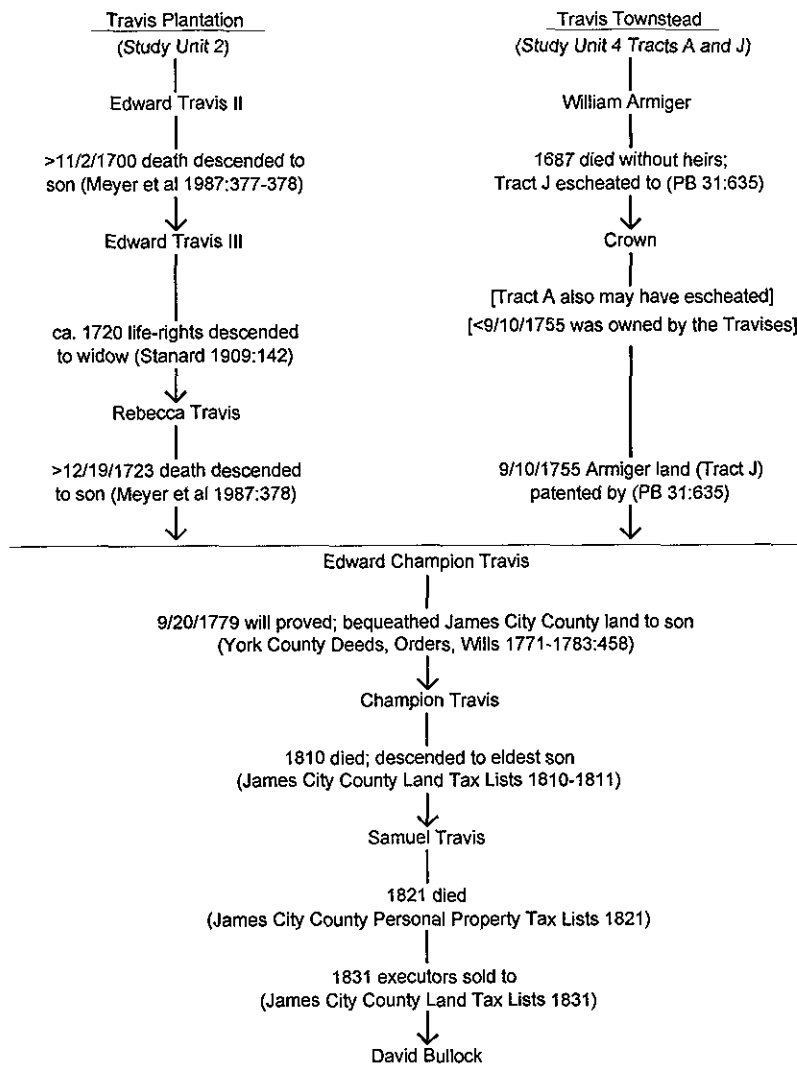 Travis Plantation
(Study Unit 2)
Edward Travis II
>11/2/1700 death descended to
son (Meyer et al 1987:377-378)
Edward Travis III
ca. 1720 life-rights descended
to widow (Stanard 1909:142)
Rebecca Travis
>12/19/1723 death descended
to son (Meyer et al 1987:378)
Travis Townstead
(Study Unit 4 Tracts A and J)
William Armiger
1687 died without heirs;
Tract J escheated to (PB 31:635)
Crown
[Tract A also may have escheated]
[<9/10/1755 was owned by the Travises]
9/10/1755 Armiger land (Tract J)
patented by (PB 31:635)
Edward Champion Travis
9/20/1779 will proved; bequeathed James City County land to son
(York County Deeds, Orders, Wills 1771-1783:458)
Champion Travis
1810 died; descended to eldest son
(James City County Land Tax Lists 1810-1811)
Samuel Travis
1821 died
(James City County Personal Property Tax Lists 1821)
1831 executors sold to
(James City County Land Tax Lists 1831)
David Bullock